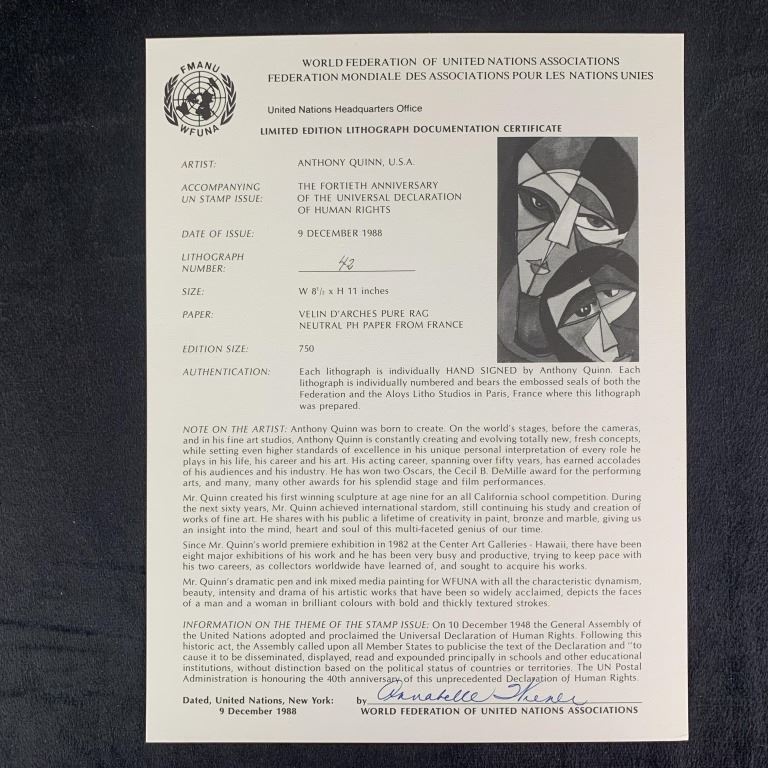 FMANU
WFUNA
WORLD FEDERATION OF UNITED NATIONS ASSOCIATIONS
FEDERATION MONDIALE DES ASSOCIATIONS POUR LES NATIONS UNIES
United Nations Headquarters Office
LIMITED EDITION LITHOGRAPH DOCUMENTATION CERTIFICATE
ARTIST: ANTHONY QUINN, U.S.A.
ACCOMPANYING THE FORTIETH ANNIVERSARY
UN STAMP ISSUE: OF THE UNIVERSAL DECLARATION
OF HUMAN RIGHTS
DATE OF ISSUE: 9 DECEMBER 1988
LITHOGRAPH
NUMBER: 42
SIZE: W 8½ x H 11 inches
PAPER: VELIN D'ARCHES PURE RAG
NEUTRAL PH PAPER FROM FRANCE
EDITION SIZE: 750
AUTHENTICATION: Each lithograph is individually HAND SIGNED by Anthony Quinn. Each
lithograph is individually numbered and bears the embossed seals of both the
Federation and the Aloys Litho Studios in Paris, France where this lithograph
was prepared.
NOTE ON THE ARTIST: Anthony Quinn was born to create. On the world's stages, before the cameras,
and in his fine art studios, Anthony Quinn is constantly creating and evolving totally new, fresh concepts,
while setting even higher standards of excellence in his unique personal interpretation of every role he
plays in his life, his career and his art. His acting career, spanning over fifty years, has earned accolades
of his audiences and his industry. He has won two Oscars, the Cecil B. DeMille award for the performing
arts, and many, many other awards for his splendid stage and film performances.
Mr. Quinn created his first winning sculpture at age nine for an all California school competition. During
the next sixty years, Mr. Quinn achieved international stardom, still continuing his study and creation of
works of fine art. He shares with his public a lifetime of creativity in paint, bronze and marble, giving us
an insight into the mind, heart and soul of this multi-faceted genius of our time.
Since Mr. Quinn's world premiere exhibition in 1982 at the Center Art Galleries - Hawaii, there have been
eight major exhibitions of his work and he has been very busy and productive, trying to keep pace with
his two careers, as collectors worldwide have learned of, and sought to acquire his works.
Mr. Quinn's dramatic pen and ink mixed media painting for WFUNA with all the characteristic dynamism,
beauty, intensity and drama of his artistic works that have been so widely acclaimed, depicts the faces
of a man and a woman in brilliant colours with bold and thickly textured strokes.
INFORMATION ON THE THEME OF THE STAMP ISSUE: On 10 December 1948 the General Assembly of
the United Nations adopted and proclaimed the Universal Declaration of Human Rights. Following this
historic act, the Assembly called upon all Member States to publicise the text of the Declaration and "to
cause it to be disseminated, displayed, read and expounded principally in schools and other educational
institutions, without distinction based on the political status of countries or territories. The UN Postal
Administration is honouring the 40th anniversary of this unprecedented Declaration of Human Rights.
Dated, United Nations, New York: by Annabelle Wiener
9 December 1988 WORLD FEDERATION OF UNITED NATIONS ASSOCIATIONS